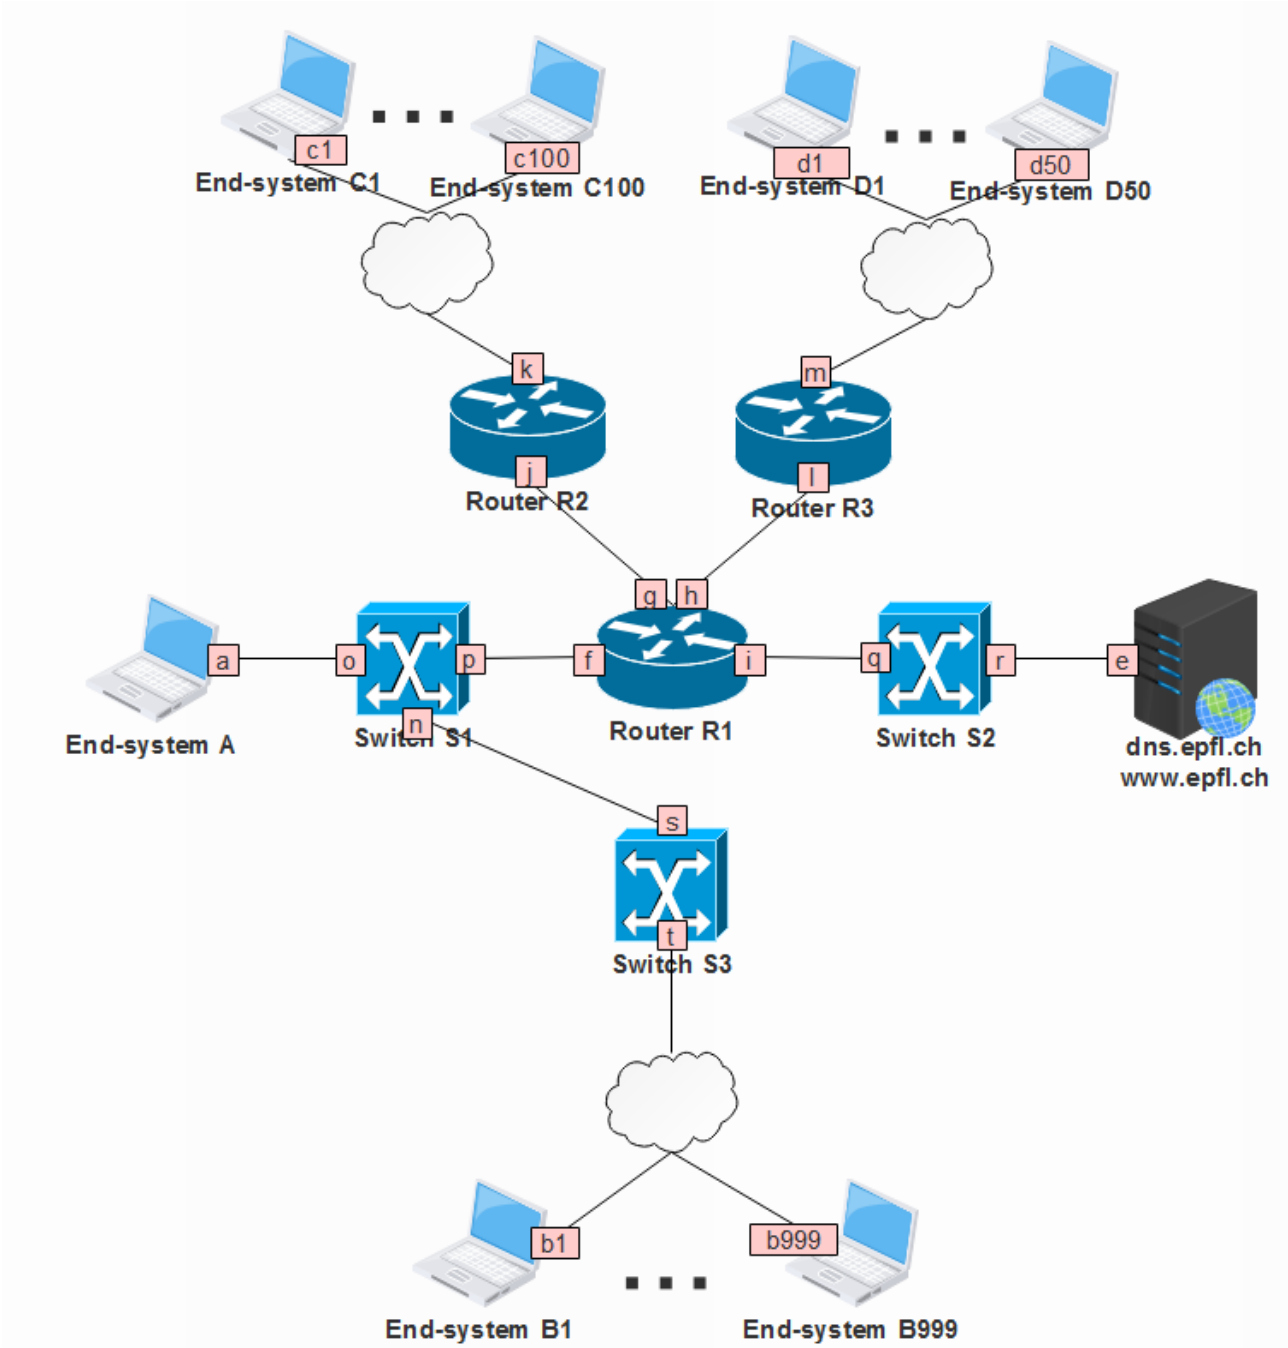 c1
c100
d1
d50
End-system C1
End-system C100
End-system D1
End-system D50
k
m
j
l
Router R2
Router R3
g
h
a
o
p
f
i
q
r
e
n
End-system A
Switch S1
Router R1
Switch S2
dns.epfl.ch
www.epfl.ch
s
t
Switch S3
b1
b999
End-system B1
End-system B999